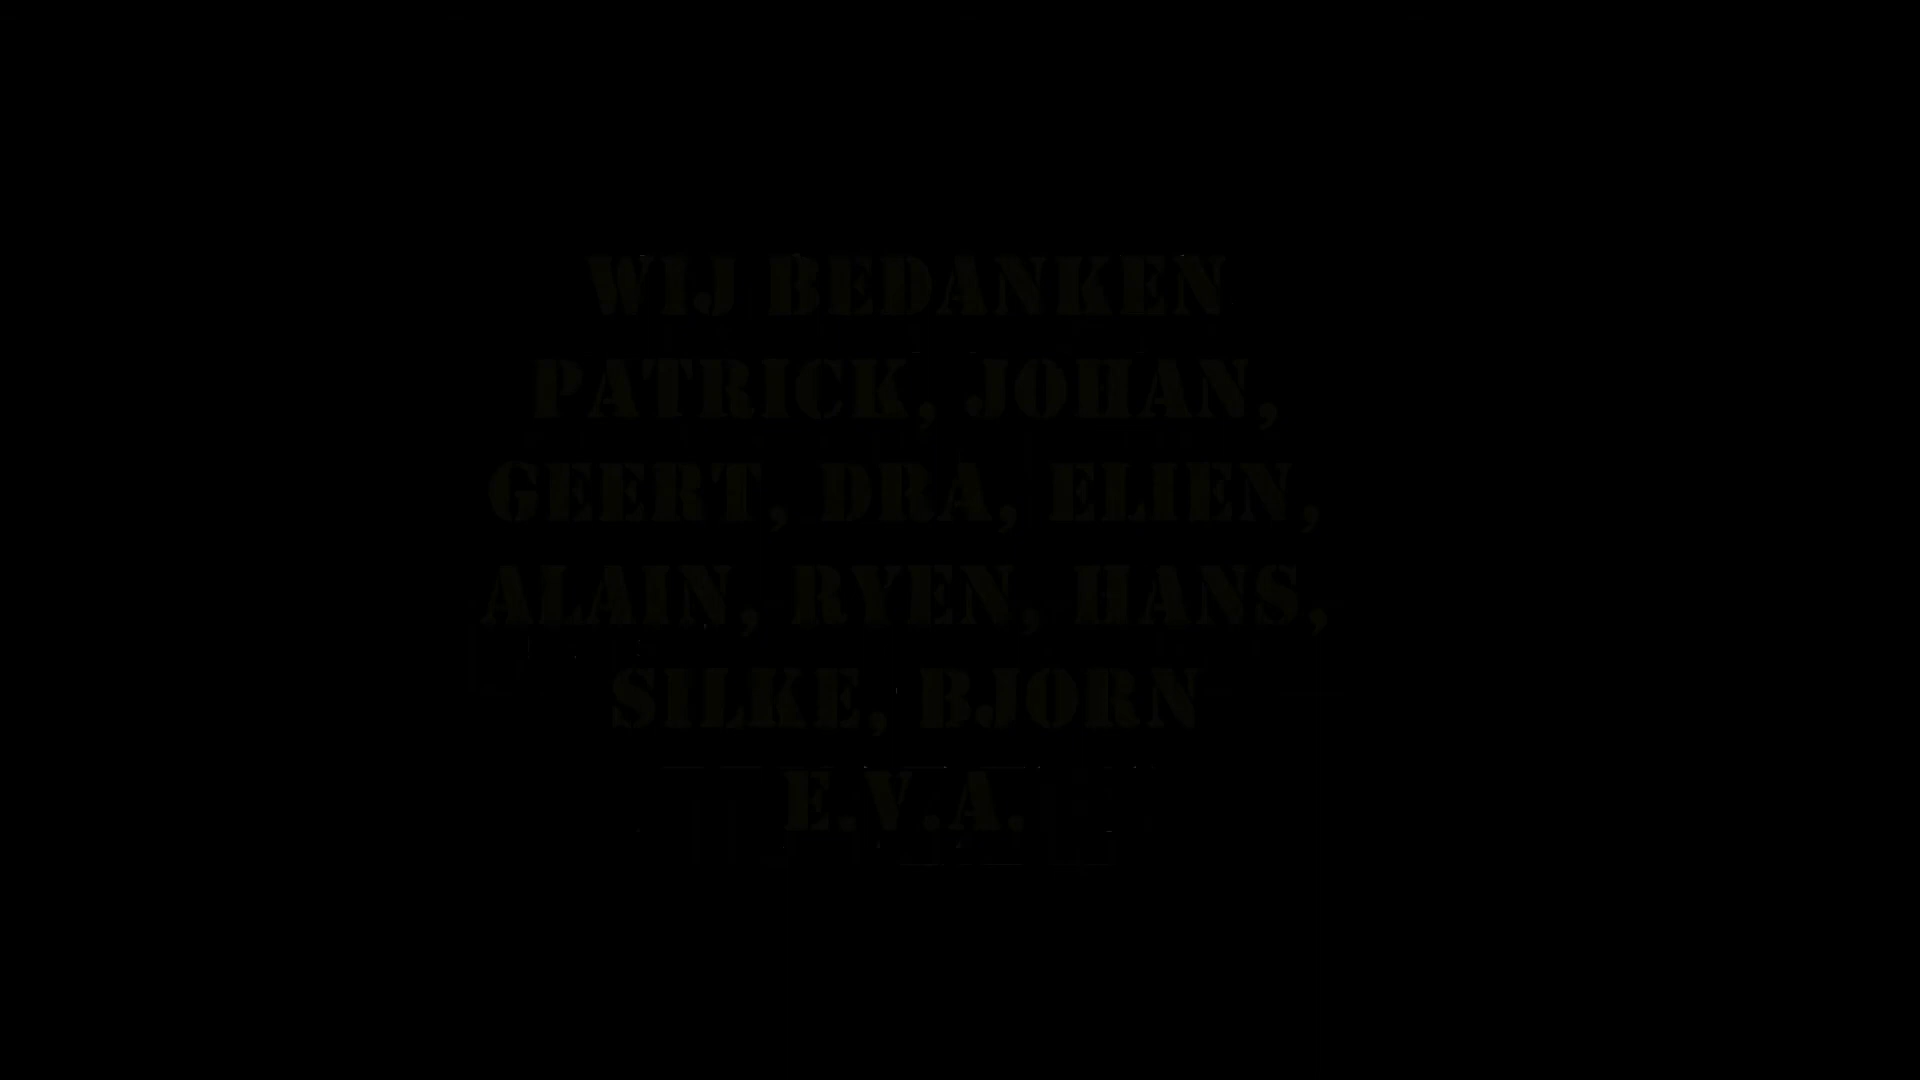 WIJ BEDANKEN
PATRICK, JOHAN,
GEERT, DRA, ELIEN,
ALAIN, RYEN, HANS,
SILKE, BJORN
E.V.A.